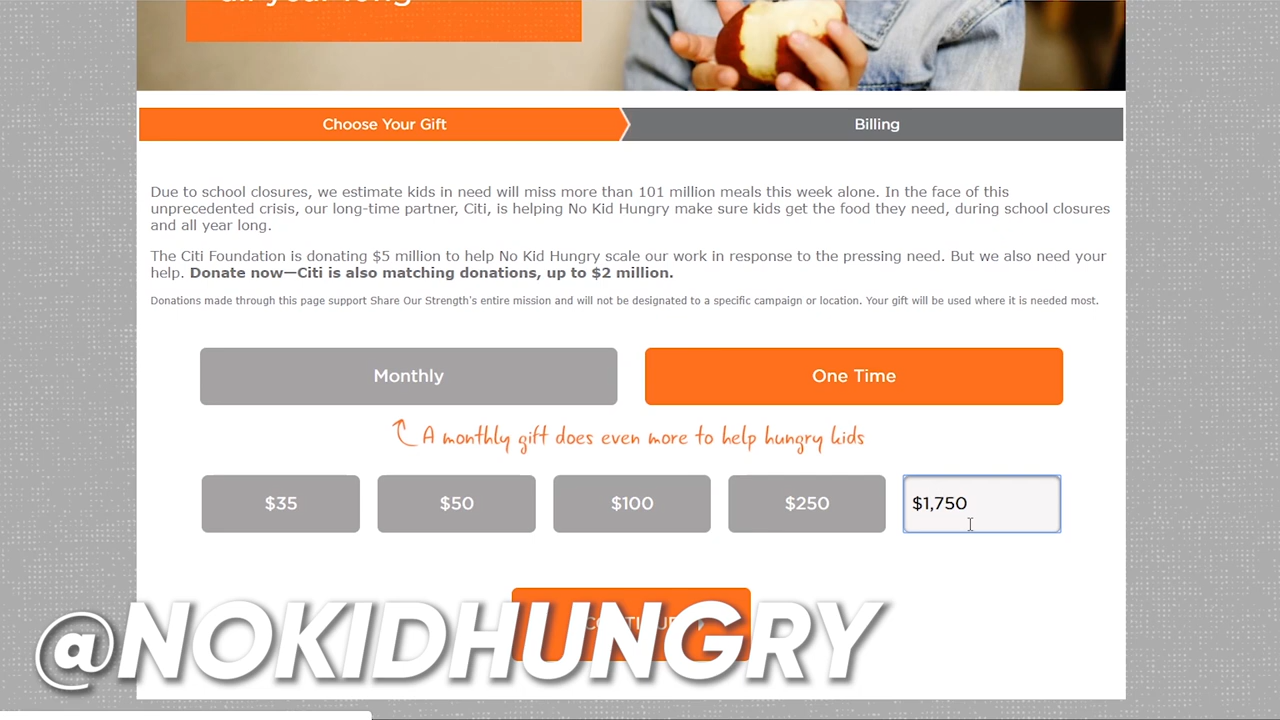 all year long
Choose Your Gift
Billing
Due to school closures, we estimate kids in need will miss more than 101 million meals this week alone. In the face of this
unprecedented crisis, our long-time partner, Citi, is helping No Kid Hungry make sure kids get the food they need, during school closures
and all year long.
The Citi Foundation is donating $5 million to help No Kid Hungry scale our work in response to the pressing need. But we also need your
help. Donate now—Citi is also matching donations, up to $2 million.
Donations made through this page support Share Our Strength's entire mission and will not be designated to a specific campaign or location. Your gift will be used where it is needed most.
Monthly
One Time
A monthly gift does even more to help hungry kids
$35
$50
$100
$250
$1,750
@NOKIDHUNGRY